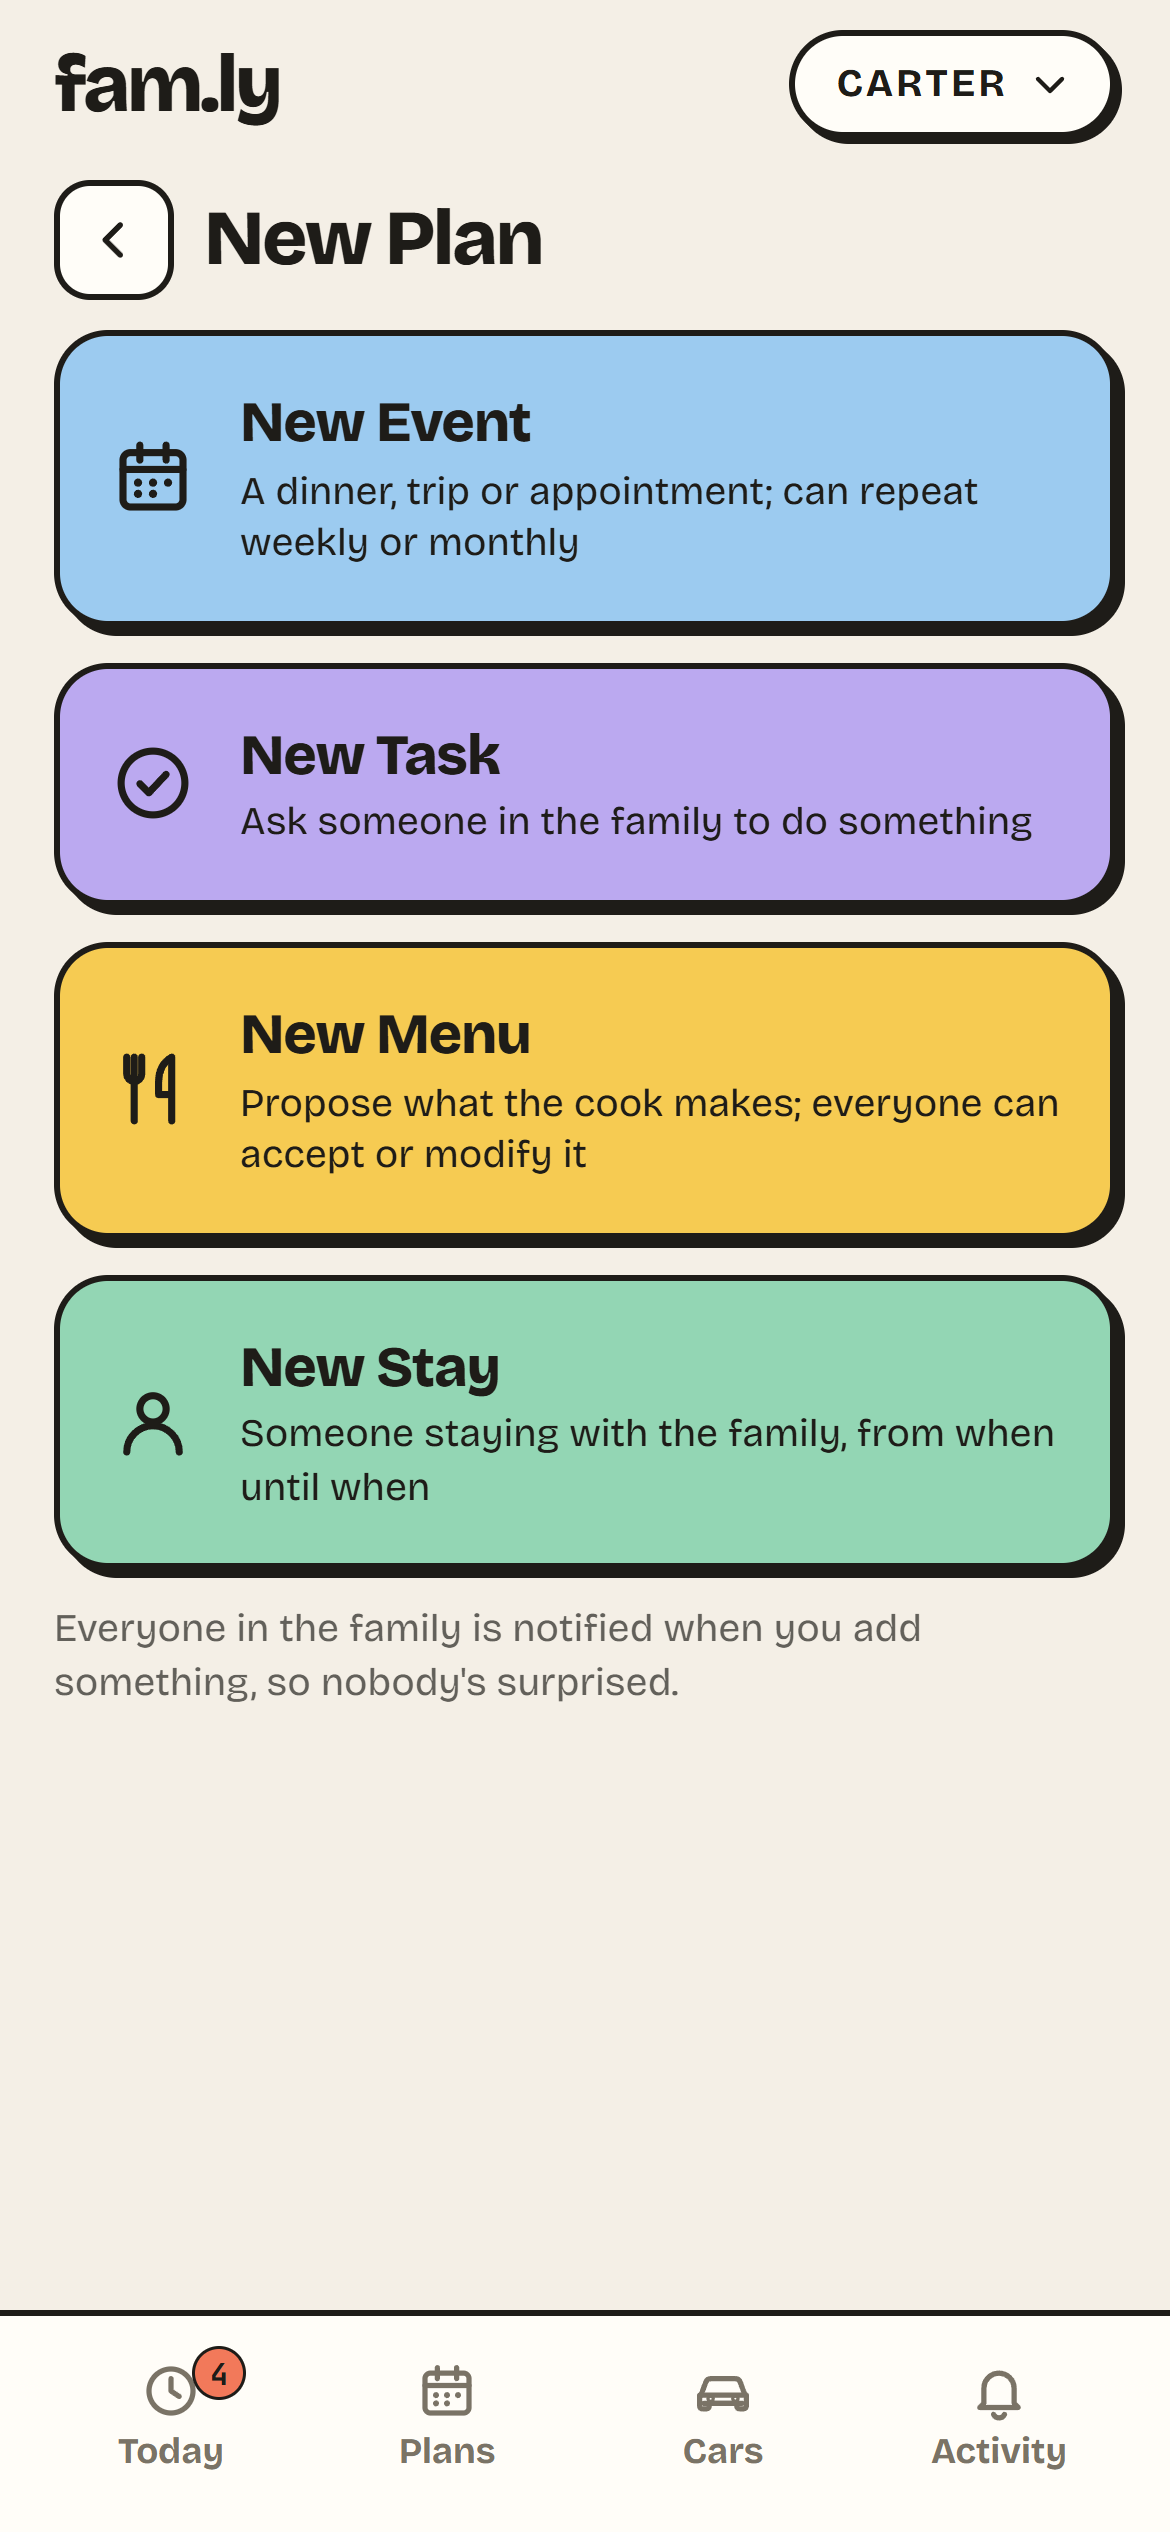 fam.ly
CARTER
New Plan
New Event
A dinner, trip or appointment; can repeat
weekly or monthly
New Task
Ask someone in the family to do something
New Menu
Propose what the cook makes; everyone can
accept or modify it
New Stay
Someone staying with the family, from when
until when
Everyone in the family is notified when you add
something, so nobody's surprised.
4
Today
Plans
Cars
Activity